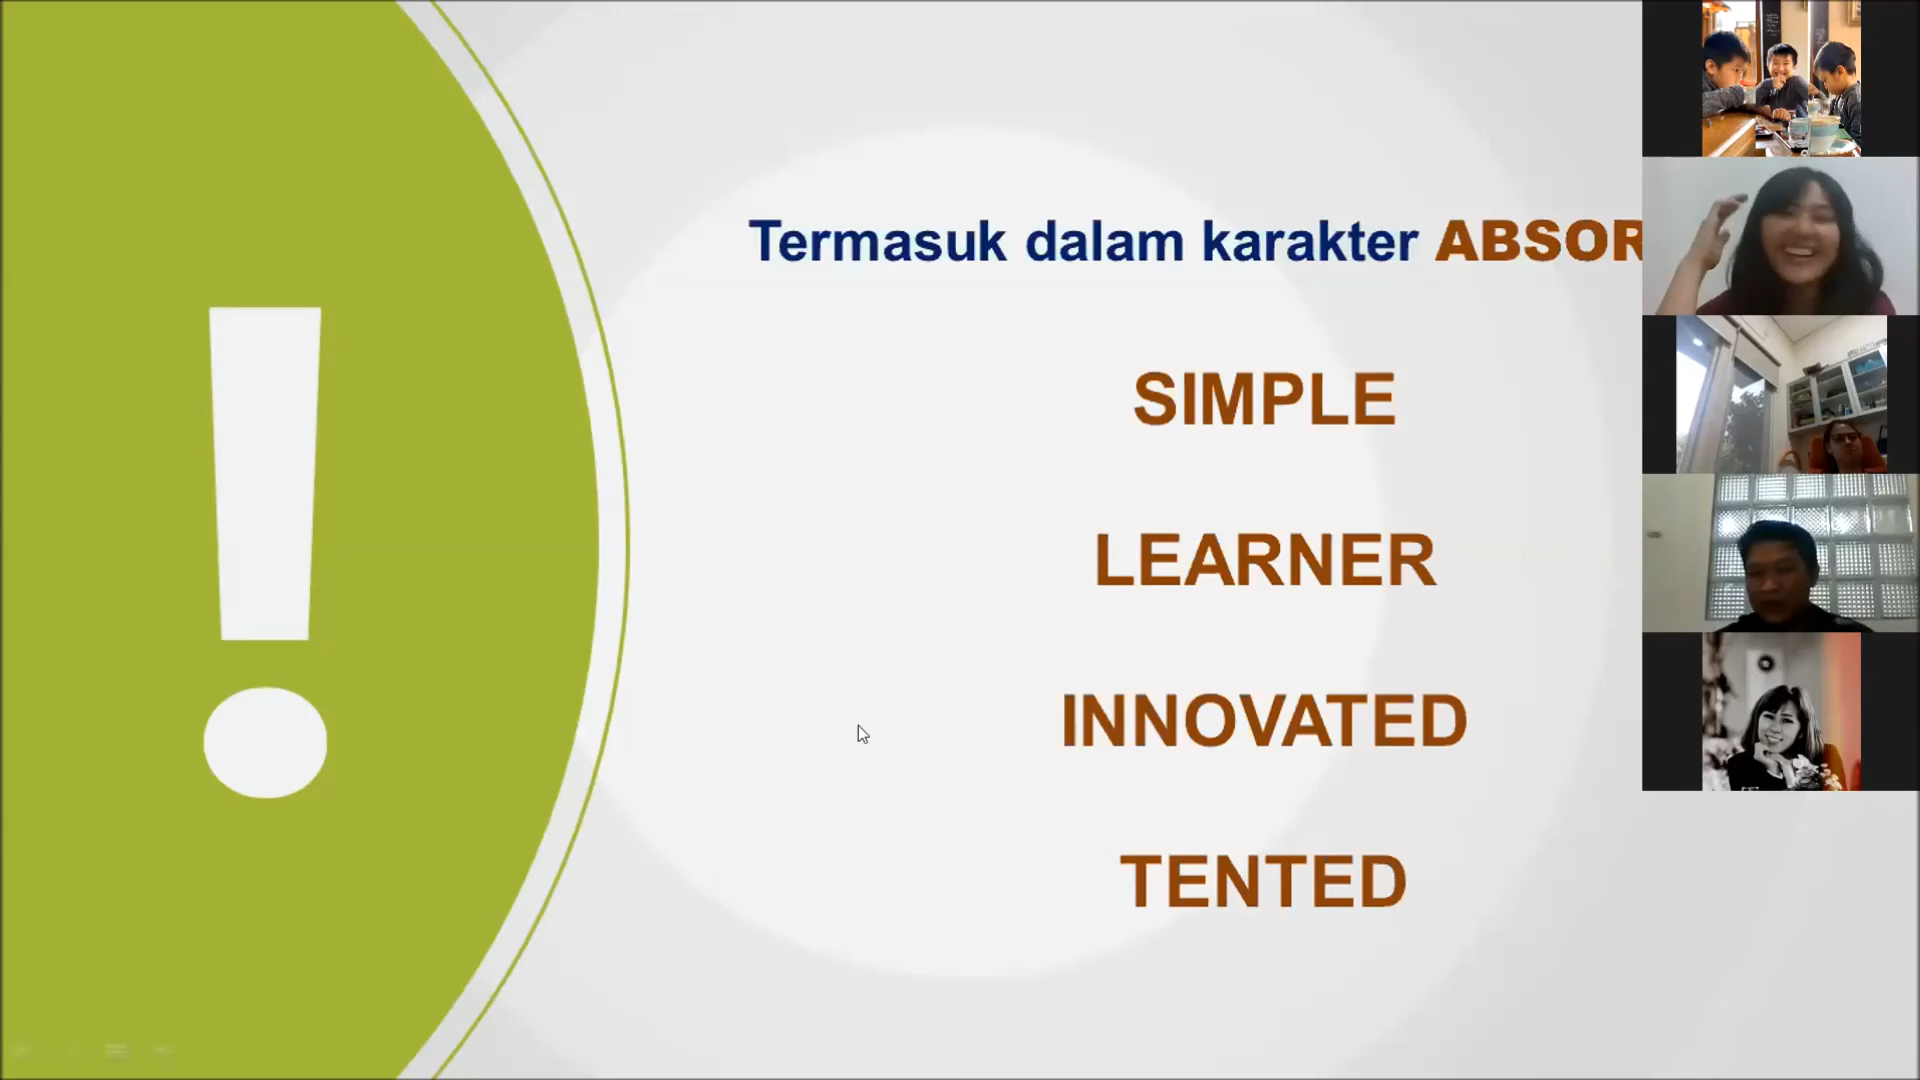 Termasuk dalam karakter ABSOR
SIMPLE
LEARNER
INNOVATED
TENTED